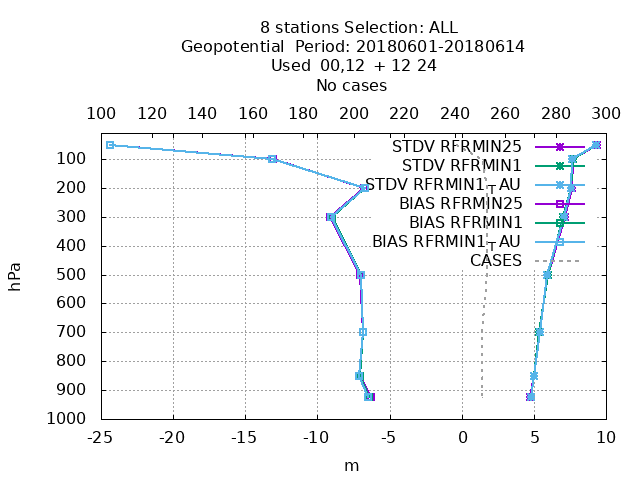 8 stations Selection: ALL
Geopotential  Period: 20180601-20180614
Used  00,12  + 12 24
No cases
100 120 140 160 180 200 220 240 260 280 300
STDV RFRMIN25
STDV RFRMIN1
STDV RFRMIN1TAU
BIAS RFRMIN25
BIAS RFRMIN1
BIAS RFRMIN1TAU
CASES
100
200
300
400
500
600
700
800
900
1000
hPa
-25 -20 -15 -10 -5 0 5 10
m